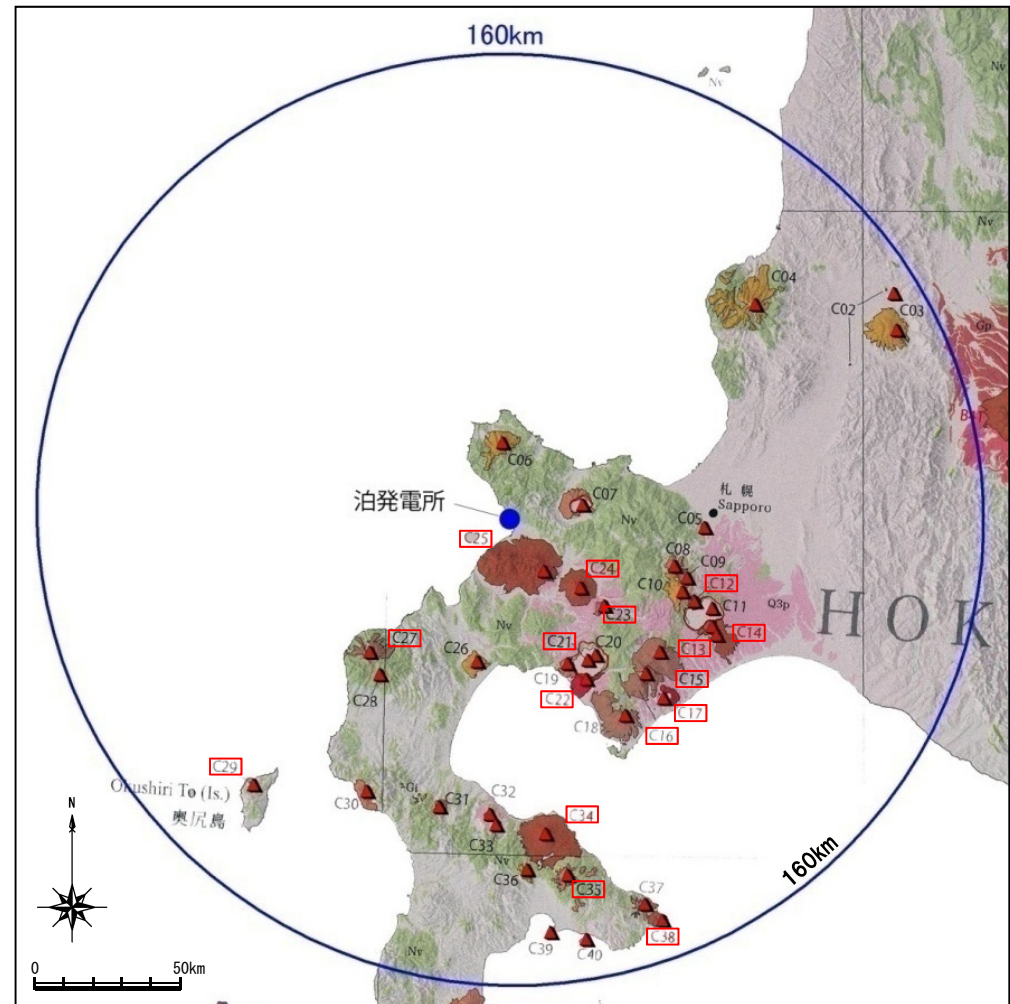 160km
Nv
Nv
C04
Nv
C02
C03
Gp
C06
泊発電所
C07
札幌
Sapporo
Nv
C05
C25
C08
C09
C24
C10
C12
C11
Q3p
HOK
C23
Nv
C14
C27
C21
C20
C13
C26
C19
C15
C28
C22
C17
C18
C16
C29
Okushiri To (Is.)
奥尻島
C30
Gi
C31
C32
C34
C33
160km
N
Nv
C36
C35
C37
C38
C39
C40
Nv
0
50km